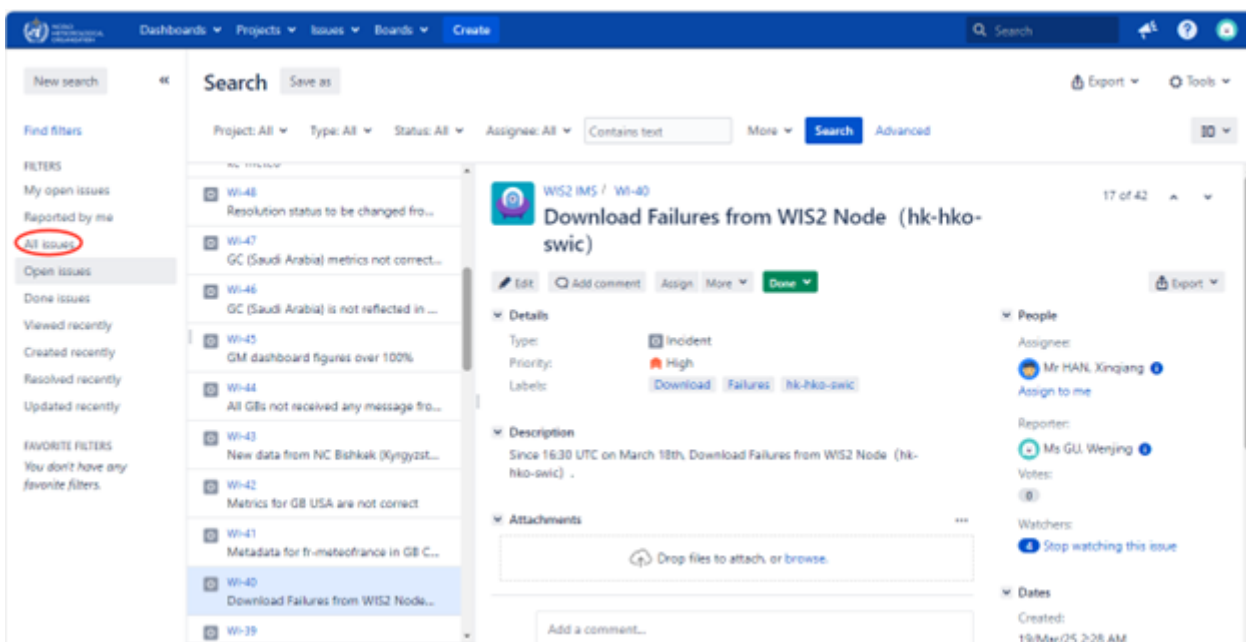 WORLD
METEOROLOGICAL
ORGANIZATION
Dashboards Projects Issues Boards Create
Search
New search
Search Save as
Export Tools
Find filters
Project: All Type: All Status: All Assignee: All Contains text More Search Advanced
FILTERS
My open issues
Reported by me
All issues
Open issues
Done issues
Viewed recently
Created recently
Resolved recently
Updated recently
FAVORITE FILTERS
You don't have any
favorite filters.
WI-48
Resolution status to be changed fro...
WI-47
GC (Saudi Arabia) metrics not correct...
WI-46
GC (Saudi Arabia) is not reflected in ...
WI-45
GM dashboard figures over 100%
WI-44
All GBs not received any message fro...
WI-43
New data from NC Bishkek (Kyrgyzst...
WI-42
Metrics for GB USA are not correct
WI-41
Metadata for fr-meteofrance in GB C...
WI-40
Download Failures from WIS2 Node...
WI-39
WIS2 IMS / WI-40
17 of 42
Download Failures from WIS2 Node（hk-hko-
swic）
Edit Add comment Assign More Done
Export
Details
Type: Incident
Priority: High
Labels: Download Failures hk-hko-swic
Description
Since 16:30 UTC on March 18th, Download Failures from WIS2 Node（hk-
hko-swic）.
Attachments
Drop files to attach, or browse.
Add a comment...
People
Assignee:
Mr HAN, Xinqiang
Assign to me
Reporter:
Ms GU, Wenjing
Votes:
0
Watchers:
4 Stop watching this issue
Dates
Created:
19/Mar/25 2:28 AM